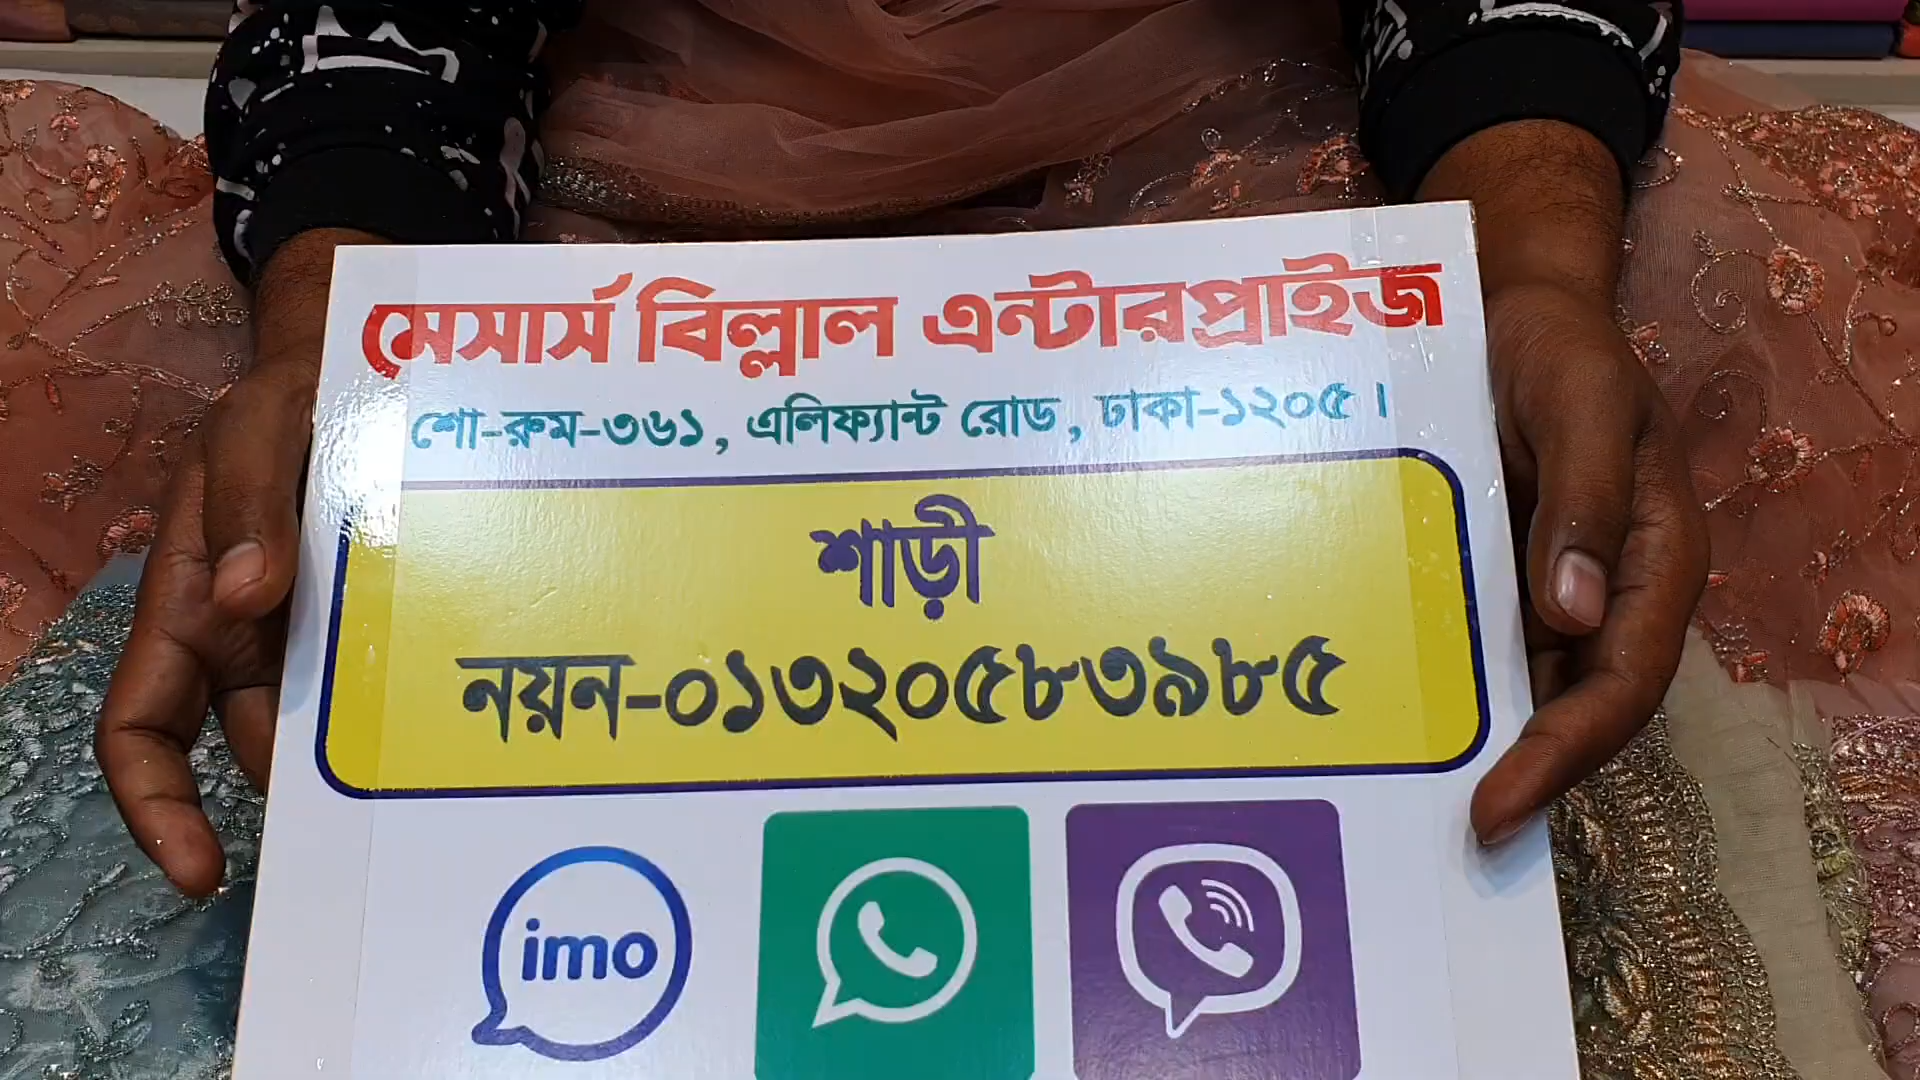 মেসার্স বিল্লাল এন্টারপ্রাইজ
শো-রুম-৩৬১, এলিফ্যান্ট রোড, ঢাকা-১২০৫।
শাড়ী
নয়ন-০১৩২০৫৮৩৯৮৫
imo